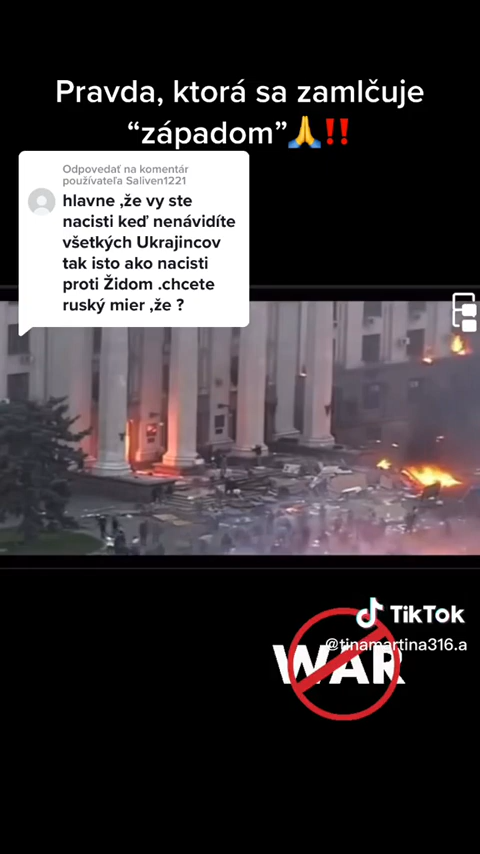 Pravda, ktorá sa zamlčuje
“západom”🙏‼️
Odpovedať na komentár
používateľa Saliven1221
hlavne ,že vy ste
nacisti keď nenávidíte
všetkých Ukrajincov
tak isto ako nacisti
proti Židom .chcete
ruský mier ,že ?
TikTok
@tinamartina316.a
WAR